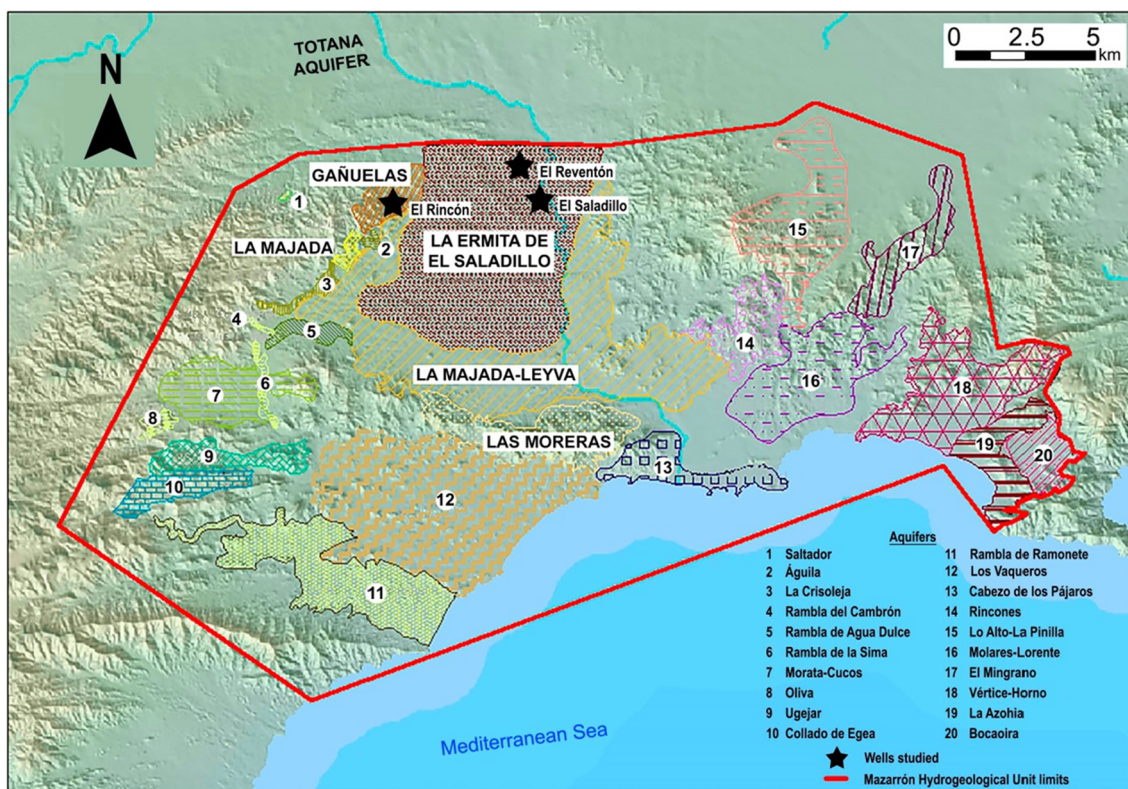 0 2.5 5
km
TOTANA
AQUIFER
N
GAÑUELAS
El Reventón
1
El Rincón
El Saladillo
LA MAJADA
2
LA ERMITA DE
EL SALADILLO
15
17
3
4
5
14
LA MAJADA-LEYVA
16
6
7
18
8
LAS MORERAS
9
19
20
13
10
12
11
Mediterranean Sea
Aquifers
1 Saltador
2 Águila
3 La Crisoleja
4 Rambla del Cambrón
5 Rambla de Agua Dulce
6 Rambla de la Sima
7 Morata-Cucos
8 Oliva
9 Ugejar
10 Collado de Egea
11 Rambla de Ramonete
12 Los Vaqueros
13 Cabezo de los Pájaros
14 Rincones
15 Lo Alto-La Pinilla
16 Molares-Lorente
17 El Mingrano
18 Vértice-Horno
19 La Azohia
20 Bocaoira
Wells studied
Mazarrón Hydrogeological Unit limits